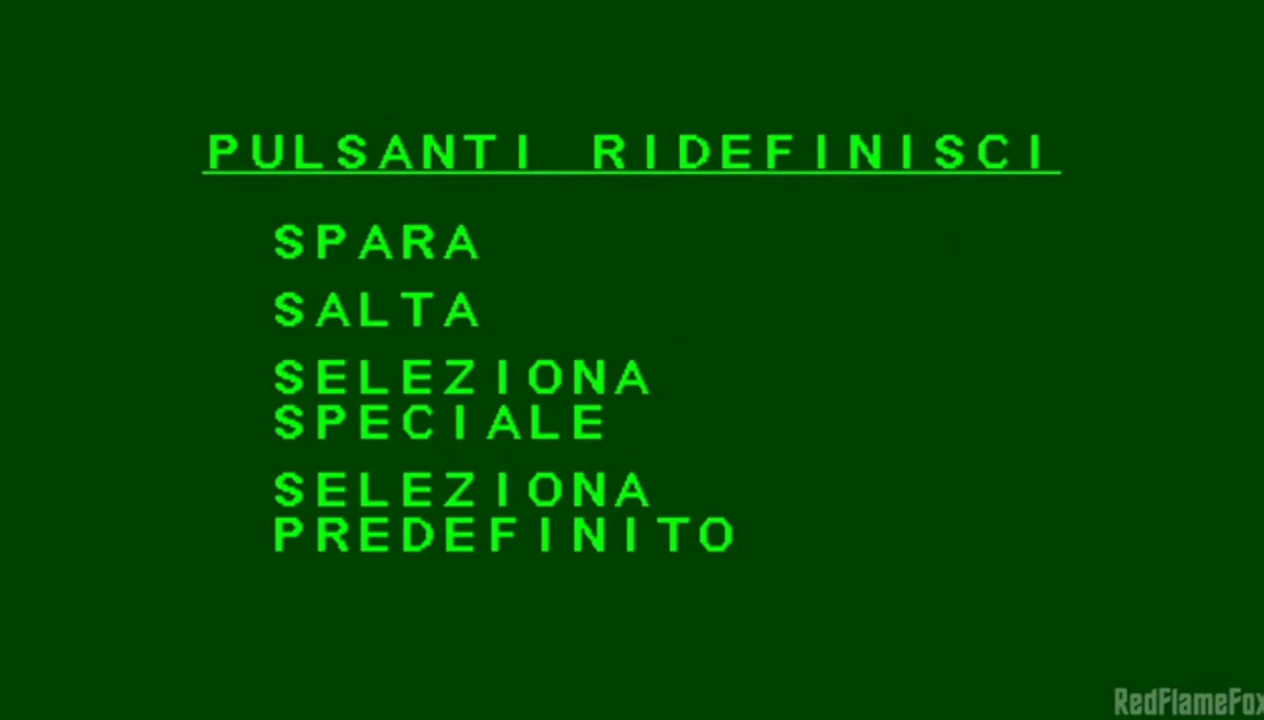 PULSANTI RIDEFINISCI
SPARA
SALTA
SELEZIONA
SPECIALE
SELEZIONA
PREDEFINITO
RedFlameFox